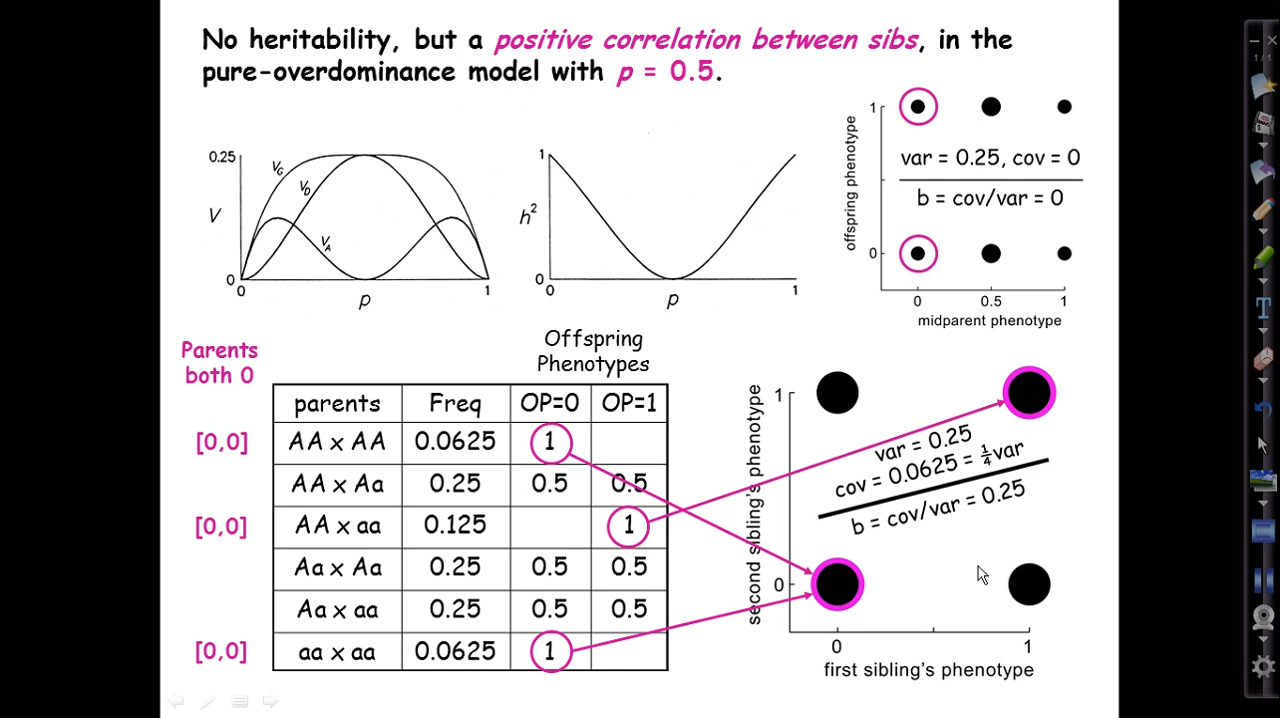 No heritability, but a positive correlation between sibs, in the
pure-overdominance model with p = 0.5.
0.25
V
0
0
p
1
VG
VD
VA
1
h²
0
0
p
1
offspring phenotype
1
0
var = 0.25, cov = 0
b = cov/var = 0
0
0.5
1
midparent phenotype
Parents
both 0
Offspring
Phenotypes
parents Freq OP=0 OP=1
[0,0] AA x AA 0.0625 1
AA x Aa 0.25 0.5 0.5
[0,0] AA x aa 0.125 1
Aa x Aa 0.25 0.5 0.5
Aa x aa 0.25 0.5 0.5
[0,0] aa x aa 0.0625 1
second sibling's phenotype
1
0
var = 0.25
cov = 0.0625 = ¼var
b = cov/var = 0.25
0
1
first sibling's phenotype
1/1
T